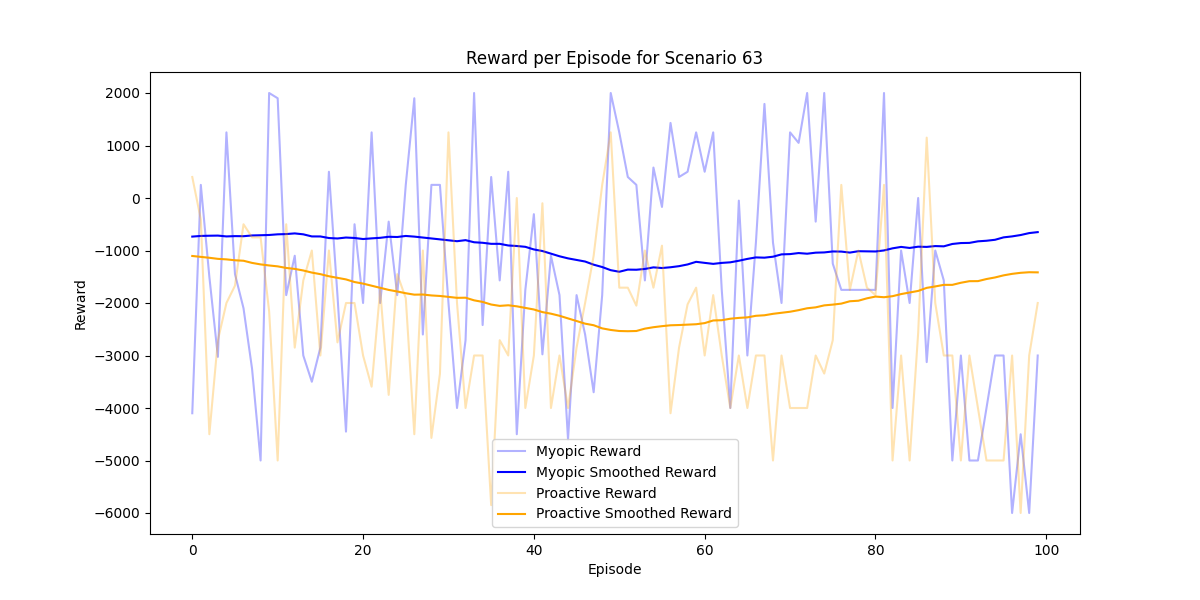 Reward per Episode for Scenario 63
Reward
2000
1000
0
−1000
−2000
−3000
−4000
−5000
−6000
Myopic Reward
Myopic Smoothed Reward
Proactive Reward
Proactive Smoothed Reward
0 20 40 60 80 100
Episode